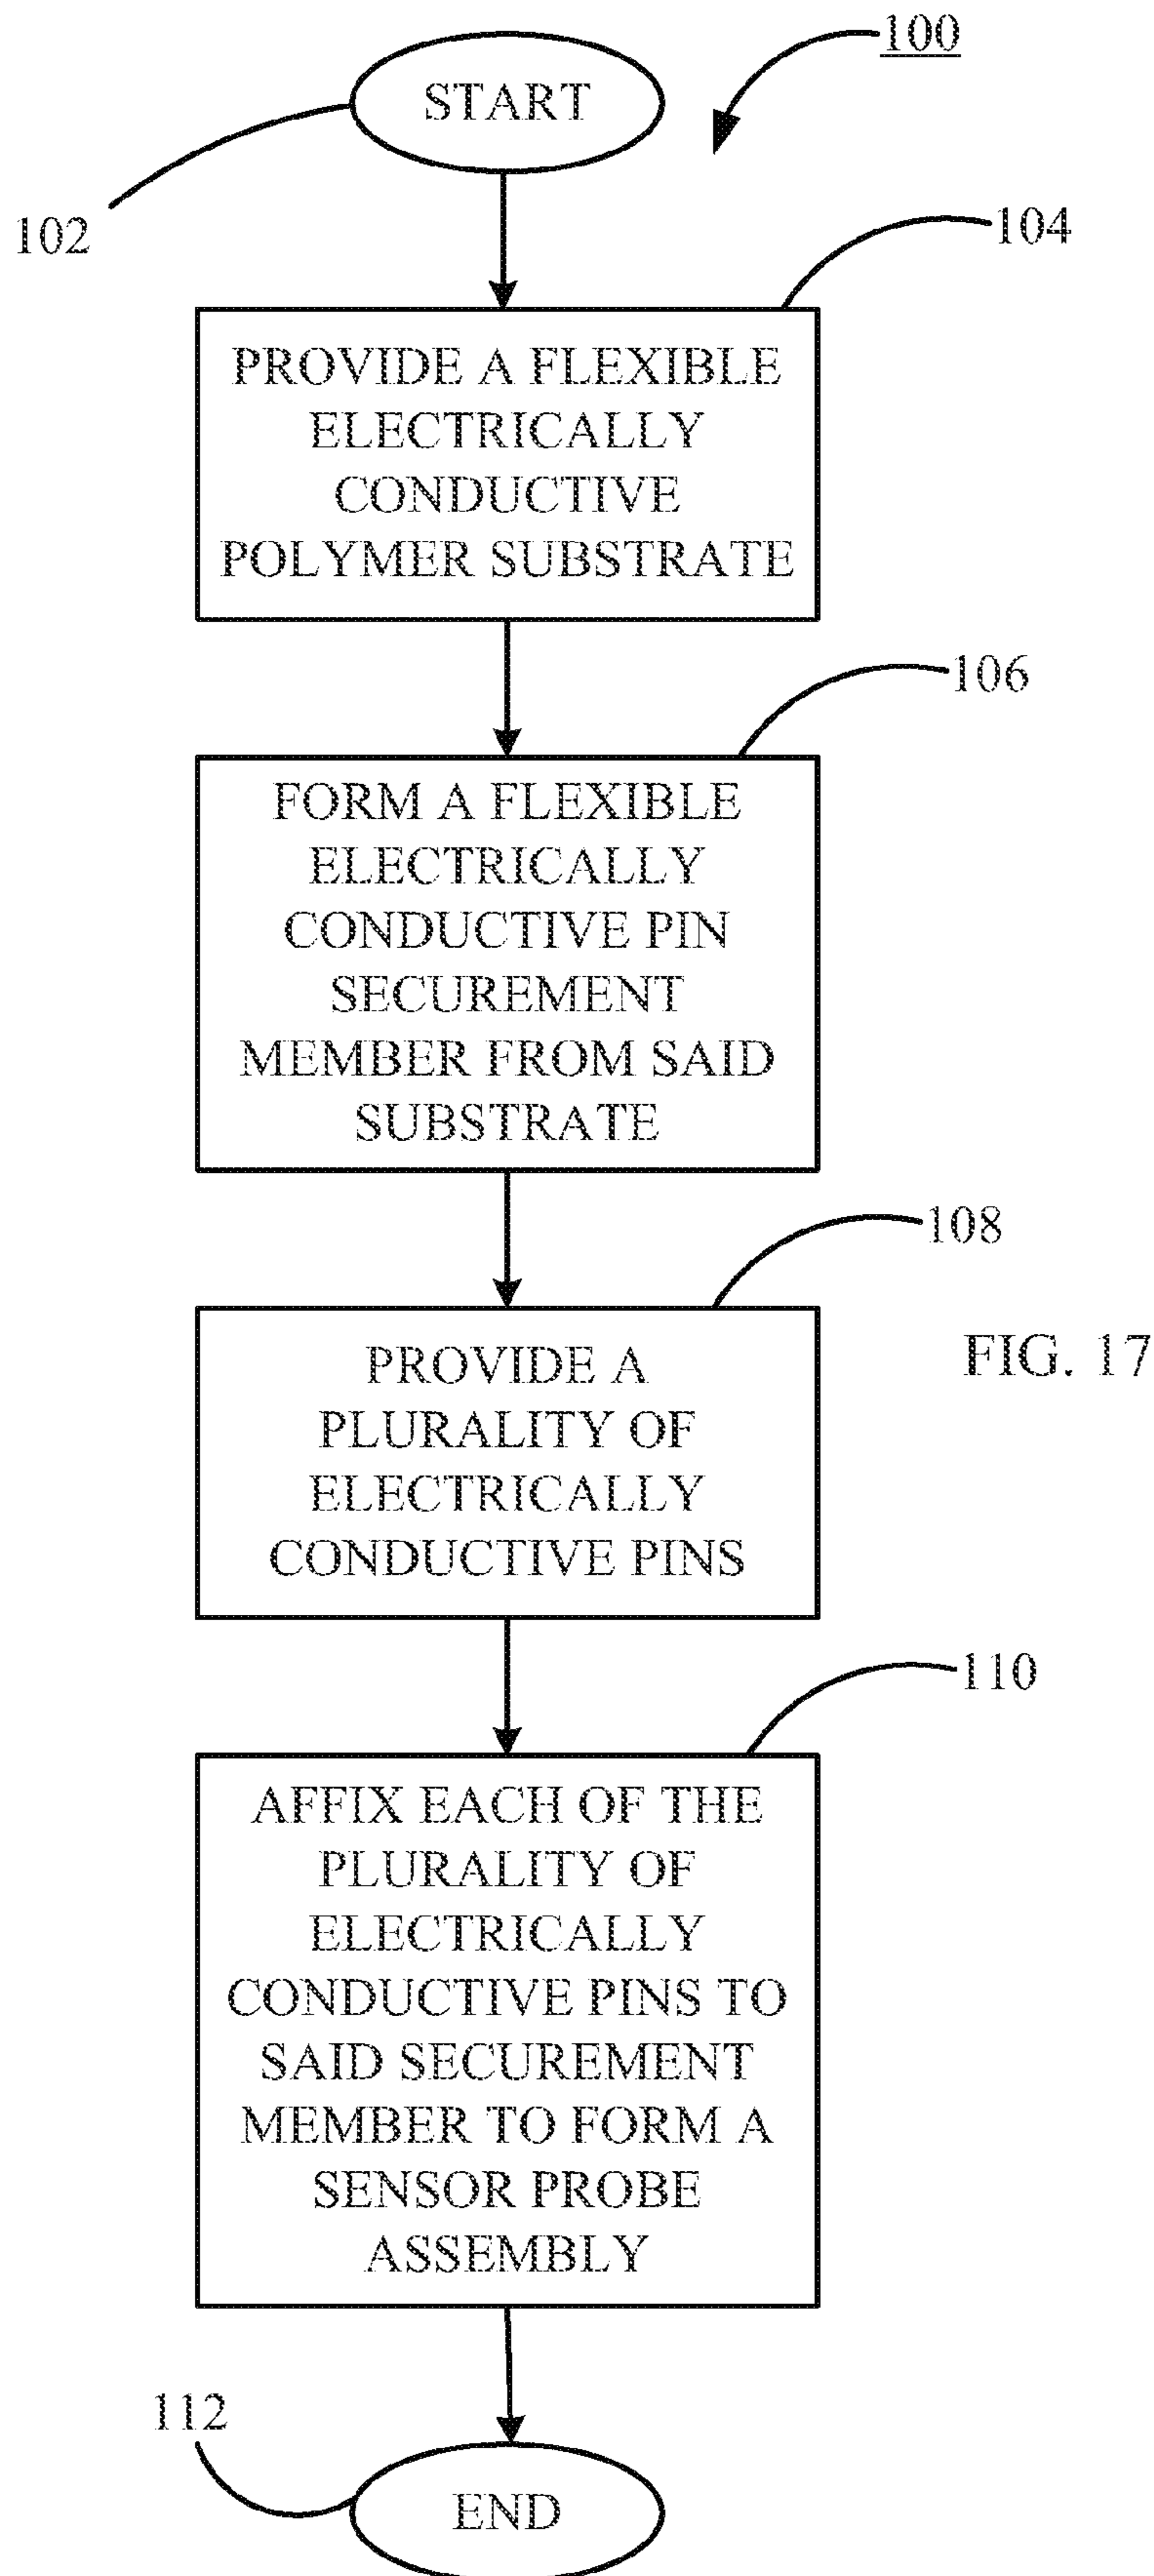 100
START
102
104
PROVIDE A FLEXIBLE
ELECTRICALLY
CONDUCTIVE
POLYMER SUBSTRATE
106
FORM A FLEXIBLE
ELECTRICALLY
CONDUCTIVE PIN
SECUREMENT
MEMBER FROM SAID
SUBSTRATE
108
PROVIDE A
PLURALITY OF
ELECTRICALLY
CONDUCTIVE PINS
FIG. 17
110
AFFIX EACH OF THE
PLURALITY OF
ELECTRICALLY
CONDUCTIVE PINS TO
SAID SECUREMENT
MEMBER TO FORM A
SENSOR PROBE
ASSEMBLY
112
END